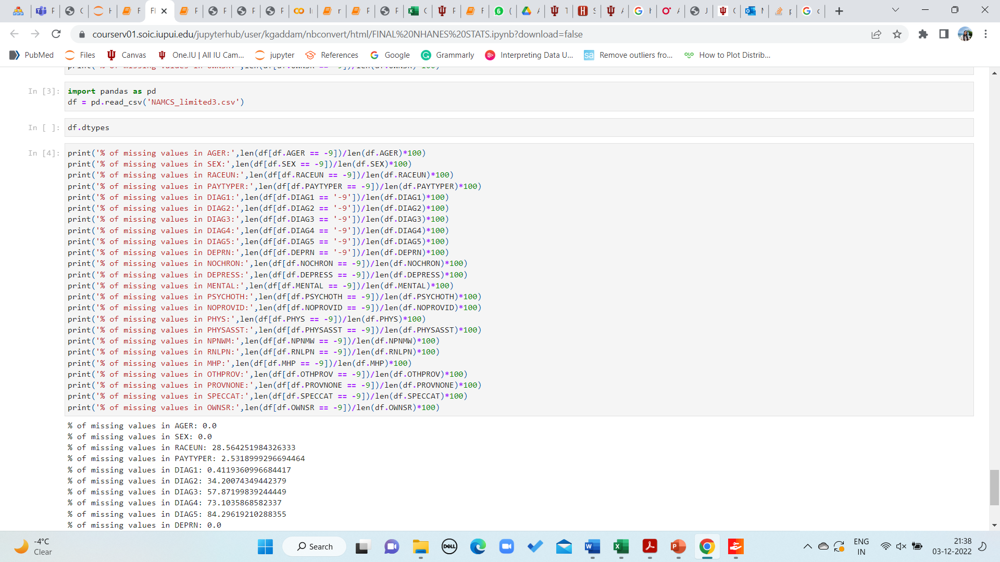 courserv01.soic.iupui.edu/jupyterhub/user/kgaddam/nbconvert/html/FINAL%20NHANES%20STATS.ipynb?download=false
PubMed Files Canvas One.IU | All IU Cam... jupyter References Google Grammarly Interpreting Data U... Remove outliers fro... How to Plot Distrib...
In [3]: import pandas as pd
df = pd.read_csv('NAMCS_limited3.csv')
In [ ]: df.dtypes
In [4]: print('% of missing values in AGER:',len(df[df.AGER == -9])/len(df.AGER)*100)
print('% of missing values in SEX:',len(df[df.SEX == -9])/len(df.SEX)*100)
print('% of missing values in RACEUN:',len(df[df.RACEUN == -9])/len(df.RACEUN)*100)
print('% of missing values in PAYTYPER:',len(df[df.PAYTYPER == -9])/len(df.PAYTYPER)*100)
print('% of missing values in DIAG1:',len(df[df.DIAG1 == '-9'])/len(df.DIAG1)*100)
print('% of missing values in DIAG2:',len(df[df.DIAG2 == '-9'])/len(df.DIAG2)*100)
print('% of missing values in DIAG3:',len(df[df.DIAG3 == '-9'])/len(df.DIAG3)*100)
print('% of missing values in DIAG4:',len(df[df.DIAG4 == '-9'])/len(df.DIAG4)*100)
print('% of missing values in DIAG5:',len(df[df.DIAG5 == '-9'])/len(df.DIAG5)*100)
print('% of missing values in DEPRN:',len(df[df.DEPRN == '-9'])/len(df.DEPRN)*100)
print('% of missing values in NOCHRON:',len(df[df.NOCHRON == -9])/len(df.NOCHRON)*100)
print('% of missing values in DEPRESS:',len(df[df.DEPRESS == -9])/len(df.DEPRESS)*100)
print('% of missing values in MENTAL:',len(df[df.MENTAL == -9])/len(df.MENTAL)*100)
print('% of missing values in PSYCHOTH:',len(df[df.PSYCHOTH == -9])/len(df.PSYCHOTH)*100)
print('% of missing values in NOPROVID:',len(df[df.NOPROVID == -9])/len(df.NOPROVID)*100)
print('% of missing values in PHYS:',len(df[df.PHYS == -9])/len(df.PHYS)*100)
print('% of missing values in PHYSASST:',len(df[df.PHYSASST == -9])/len(df.PHYSASST)*100)
print('% of missing values in NPNWM:',len(df[df.NPNMW == -9])/len(df.NPNMW)*100)
print('% of missing values in RNLPN:',len(df[df.RNLPN == -9])/len(df.RNLPN)*100)
print('% of missing values in MHP:',len(df[df.MHP == -9])/len(df.MHP)*100)
print('% of missing values in OTHPROV:',len(df[df.OTHPROV == -9])/len(df.OTHPROV)*100)
print('% of missing values in PROVNONE:',len(df[df.PROVNONE == -9])/len(df.PROVNONE)*100)
print('% of missing values in SPECCAT:',len(df[df.SPECCAT == -9])/len(df.SPECCAT)*100)
print('% of missing values in OWNSR:',len(df[df.OWNSR == -9])/len(df.OWNSR)*100)
% of missing values in AGER: 0.0
% of missing values in SEX: 0.0
% of missing values in RACEUN: 28.564251984326333
% of missing values in PAYTYPER: 2.5318999296694464
% of missing values in DIAG1: 0.4119360996684417
% of missing values in DIAG2: 34.20074349442379
% of missing values in DIAG3: 57.87199839244449
% of missing values in DIAG4: 73.1035868582337
% of missing values in DIAG5: 84.29619210288355
% of missing values in DEPRN: 0.0
-4°C
Clear
Search
ENG
IN
21:38
03-12-2022